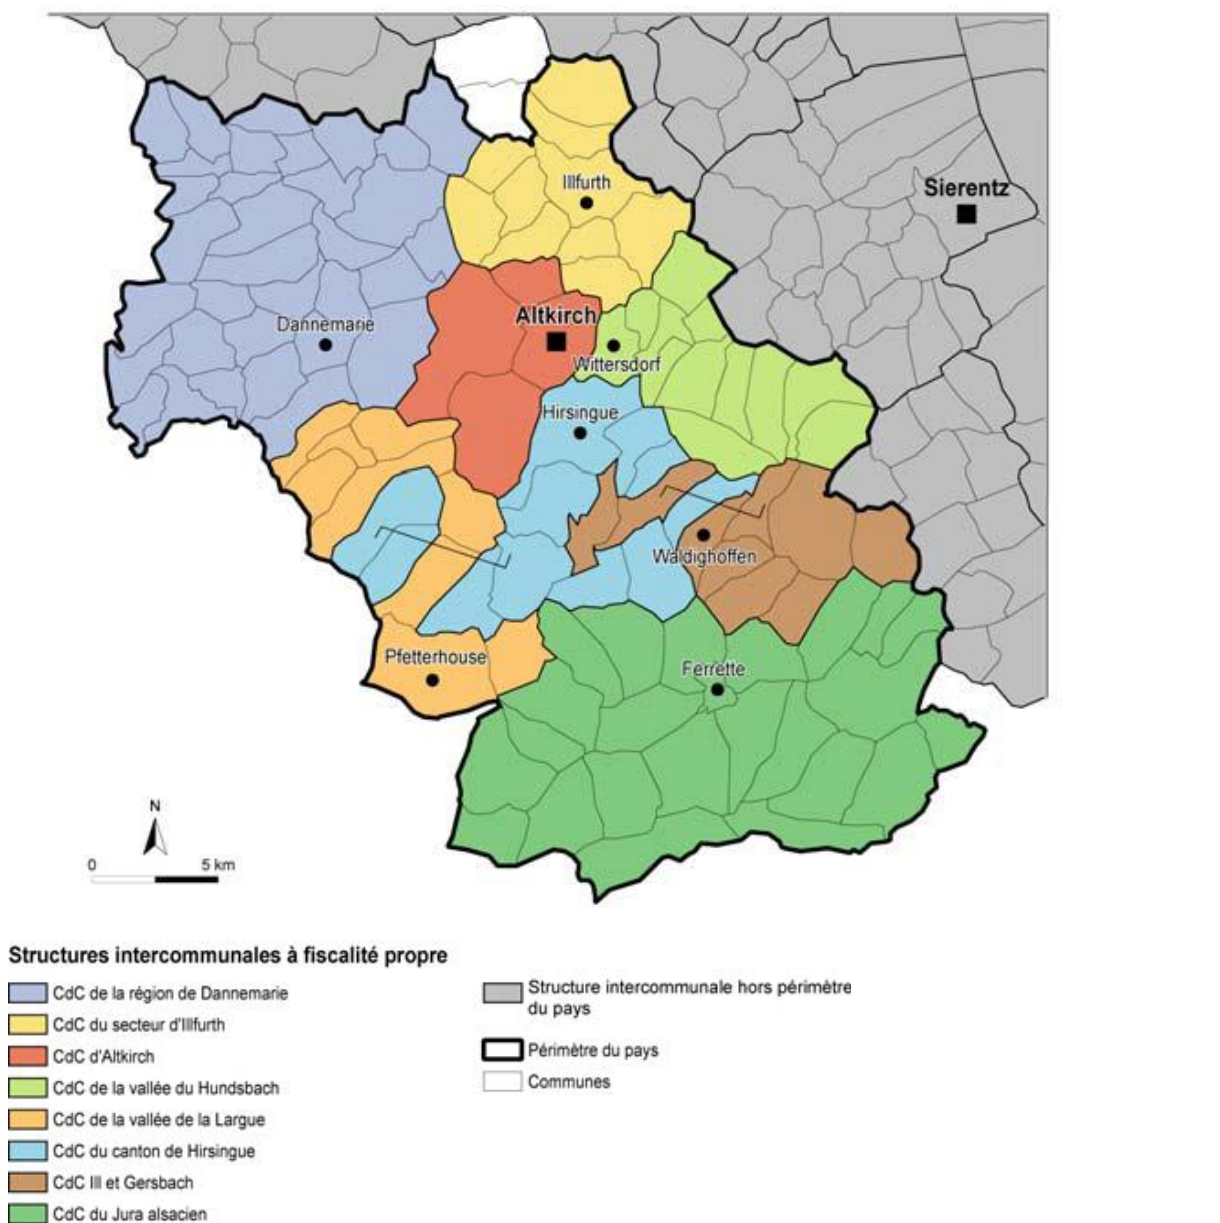 Sierentz
Illfurth
Altkirch
Dannemarie
Wittersdorf
Hirsingue
Waldighoffen
Pfetterhouse
Ferrette
N
0 5 km
Structures intercommunales à fiscalité propre
CdC de la région de Dannemarie
CdC du secteur d'Illfurth
CdC d'Altkirch
CdC de la vallée du Hundsbach
CdC de la vallée de la Largue
CdC du canton de Hirsingue
CdC Ill et Gersbach
CdC du Jura alsacien
Structure intercommunale hors périmètre
du pays
Périmètre du pays
Communes